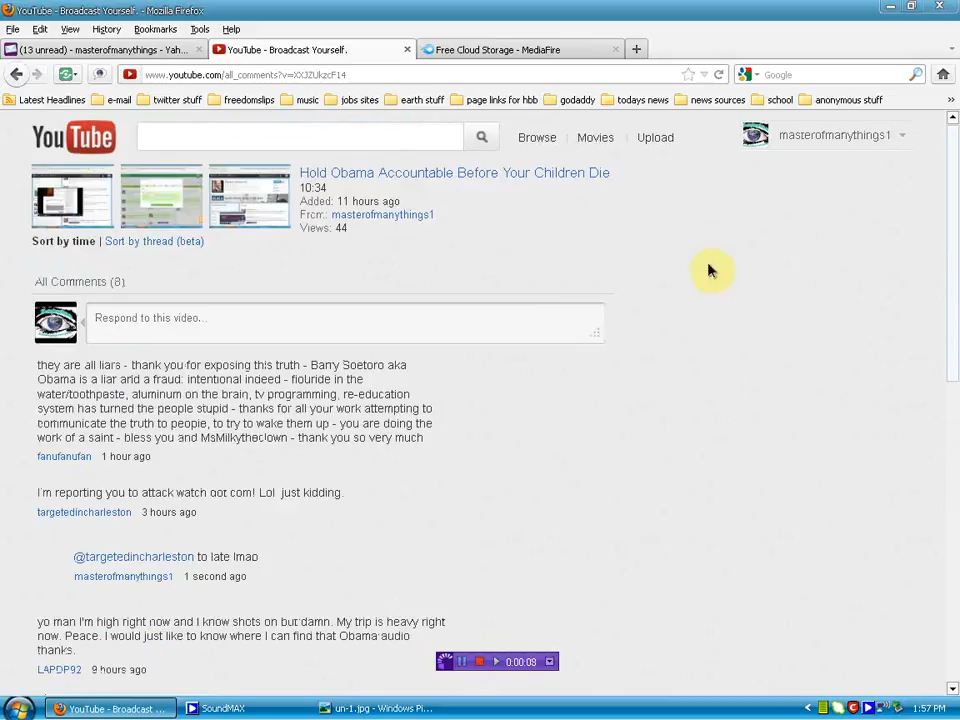 YouTube - Broadcast Yourself. - Mozilla Firefox
File Edit View History Bookmarks Tools Help
(13 unread) - masterofmanythings - Yah... YouTube - Broadcast Yourself. Free Cloud Storage - MediaFire
www.youtube.com/all_comments?v=XXJZUkzcF14 Google
Latest Headlines e-mail twitter stuff freedomslips music jobs sites earth stuff page links for hbb godaddy todays news news sources school anonymous stuff
YouTube Browse Movies Upload masterofmanythings1
Hold Obama Accountable Before Your Children Die
10:34
Added: 11 hours ago
From: masterofmanythings1
Views: 44
Sort by time | Sort by thread (beta)
All Comments (8)
Respond to this video...
they are all liars - thank you for exposing this truth - Barry Soetoro aka
Obama is a liar and a fraud: intentional indeed - flouride in the
water/toothpaste, aluminum on the brain, tv programming, re-education
system has turned the people stupid - thanks for all your work attempting to
communicate the truth to people, to try to wake them up - you are doing the
work of a saint - bless you and MsMilkytheclown - thank you so very much
fanufanufan 1 hour ago
I'm reporting you to attack watch dot com! Lol just kidding.
targetedincharleston 3 hours ago
@targetedincharleston to late lmao
masterofmanythings1 1 second ago
yo man I'm high right now and I know shots on but damn. My trip is heavy right
now. Peace. I would just like to know where I can find that Obama audio
thanks.
LAPDP92 9 hours ago
0:00:09
YouTube - Broadcast ... SoundMAX un-1.jpg - Windows Pi... 1:57 PM